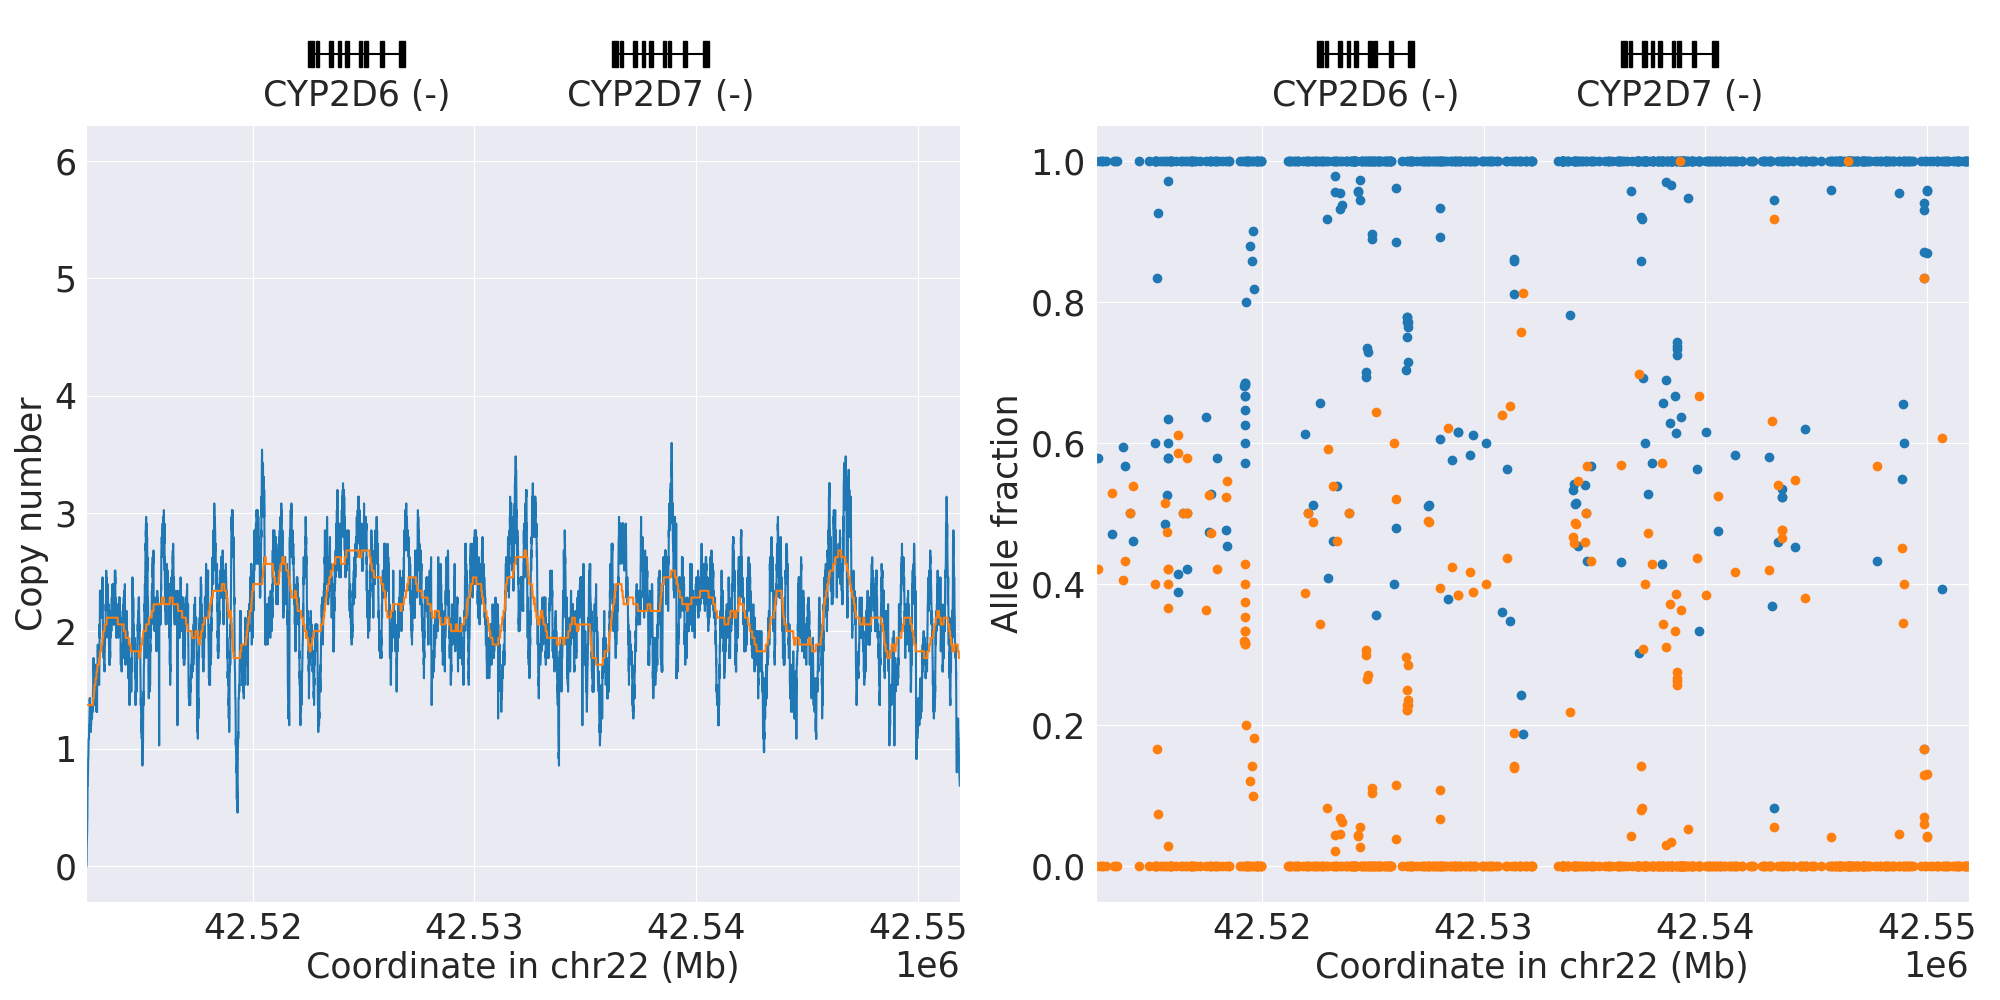 CYP2D6 (-)
CYP2D7 (-)
6
5
4
3
2
1
0
Copy number
42.52
42.53
42.54
42.55
Coordinate in chr22 (Mb)
1e6
CYP2D6 (-)
CYP2D7 (-)
1.0
0.8
0.6
0.4
0.2
0.0
Allele fraction
42.52
42.53
42.54
42.55
Coordinate in chr22 (Mb)
1e6